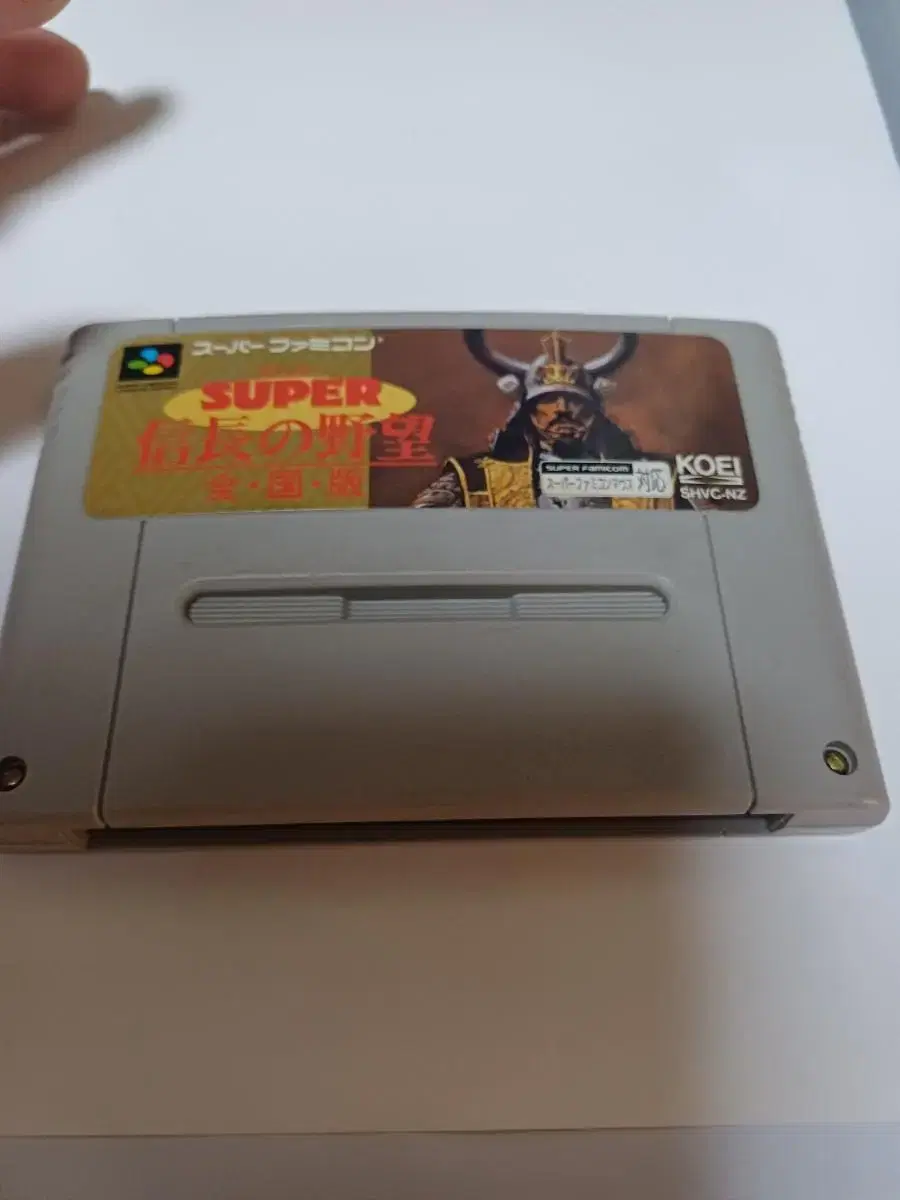 スーパーファミコン
SUPER
信長の野望
全・国・版
SUPER Famicom
スーパーファミコンマウス 対応
KOEI
SHVC-NZ